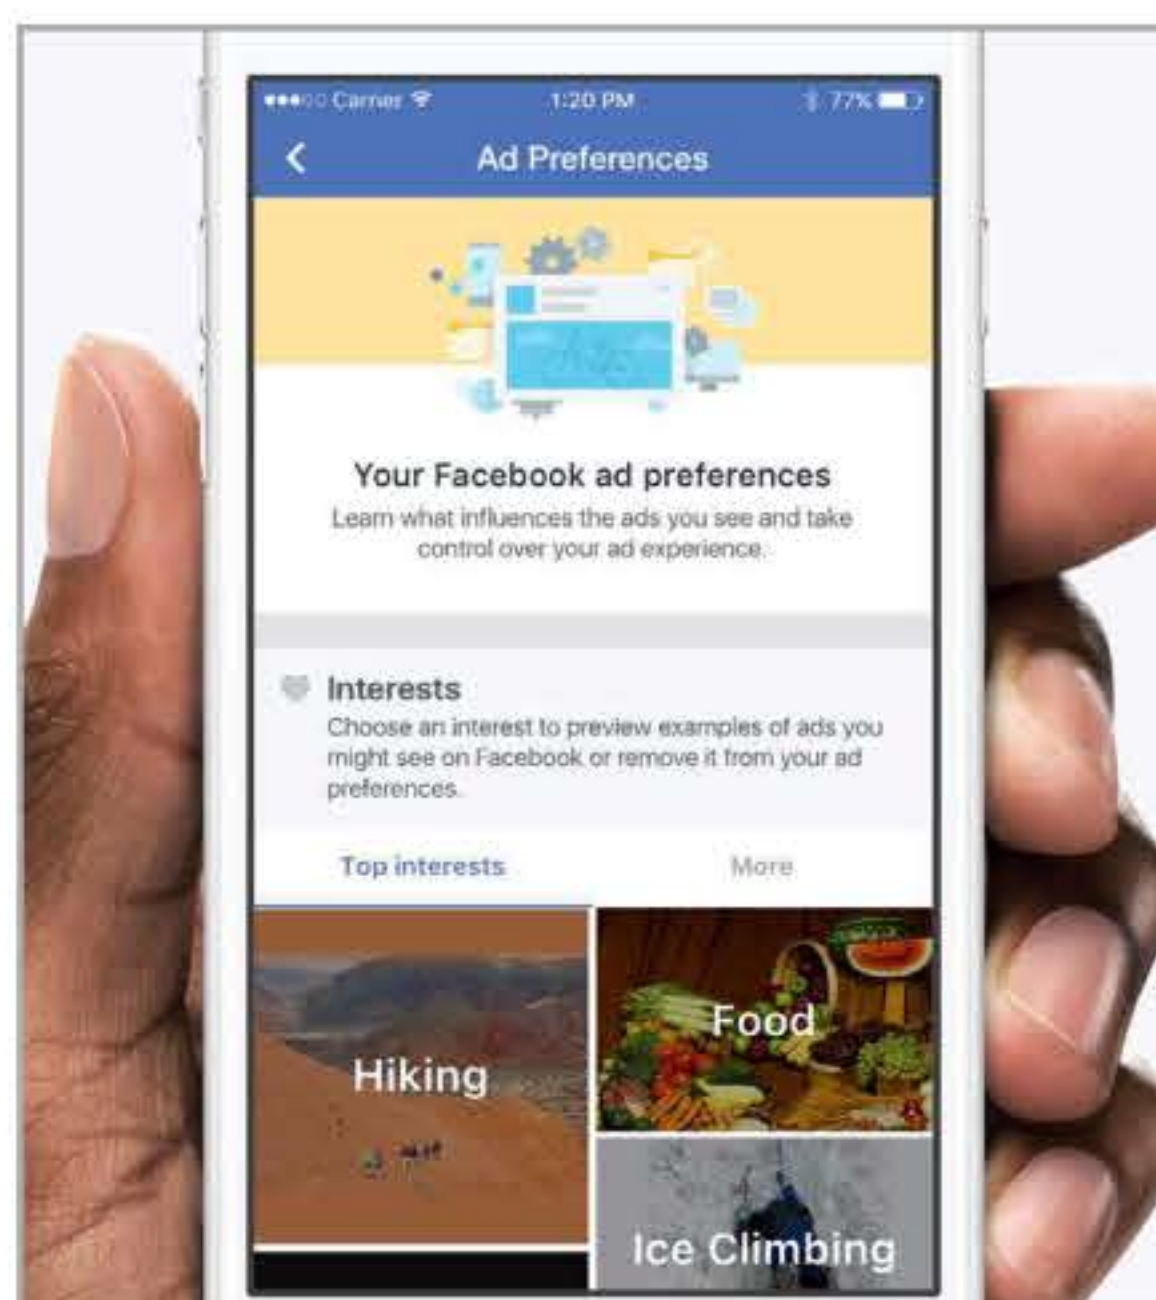 Carrier 1:20 PM 77%
Ad Preferences
Your Facebook ad preferences
Learn what influences the ads you see and take
control over your ad experience.
Interests
Choose an interest to preview examples of ads you
might see on Facebook or remove it from your ad
preferences.
Top interests More
Hiking
Food
Ice Climbing